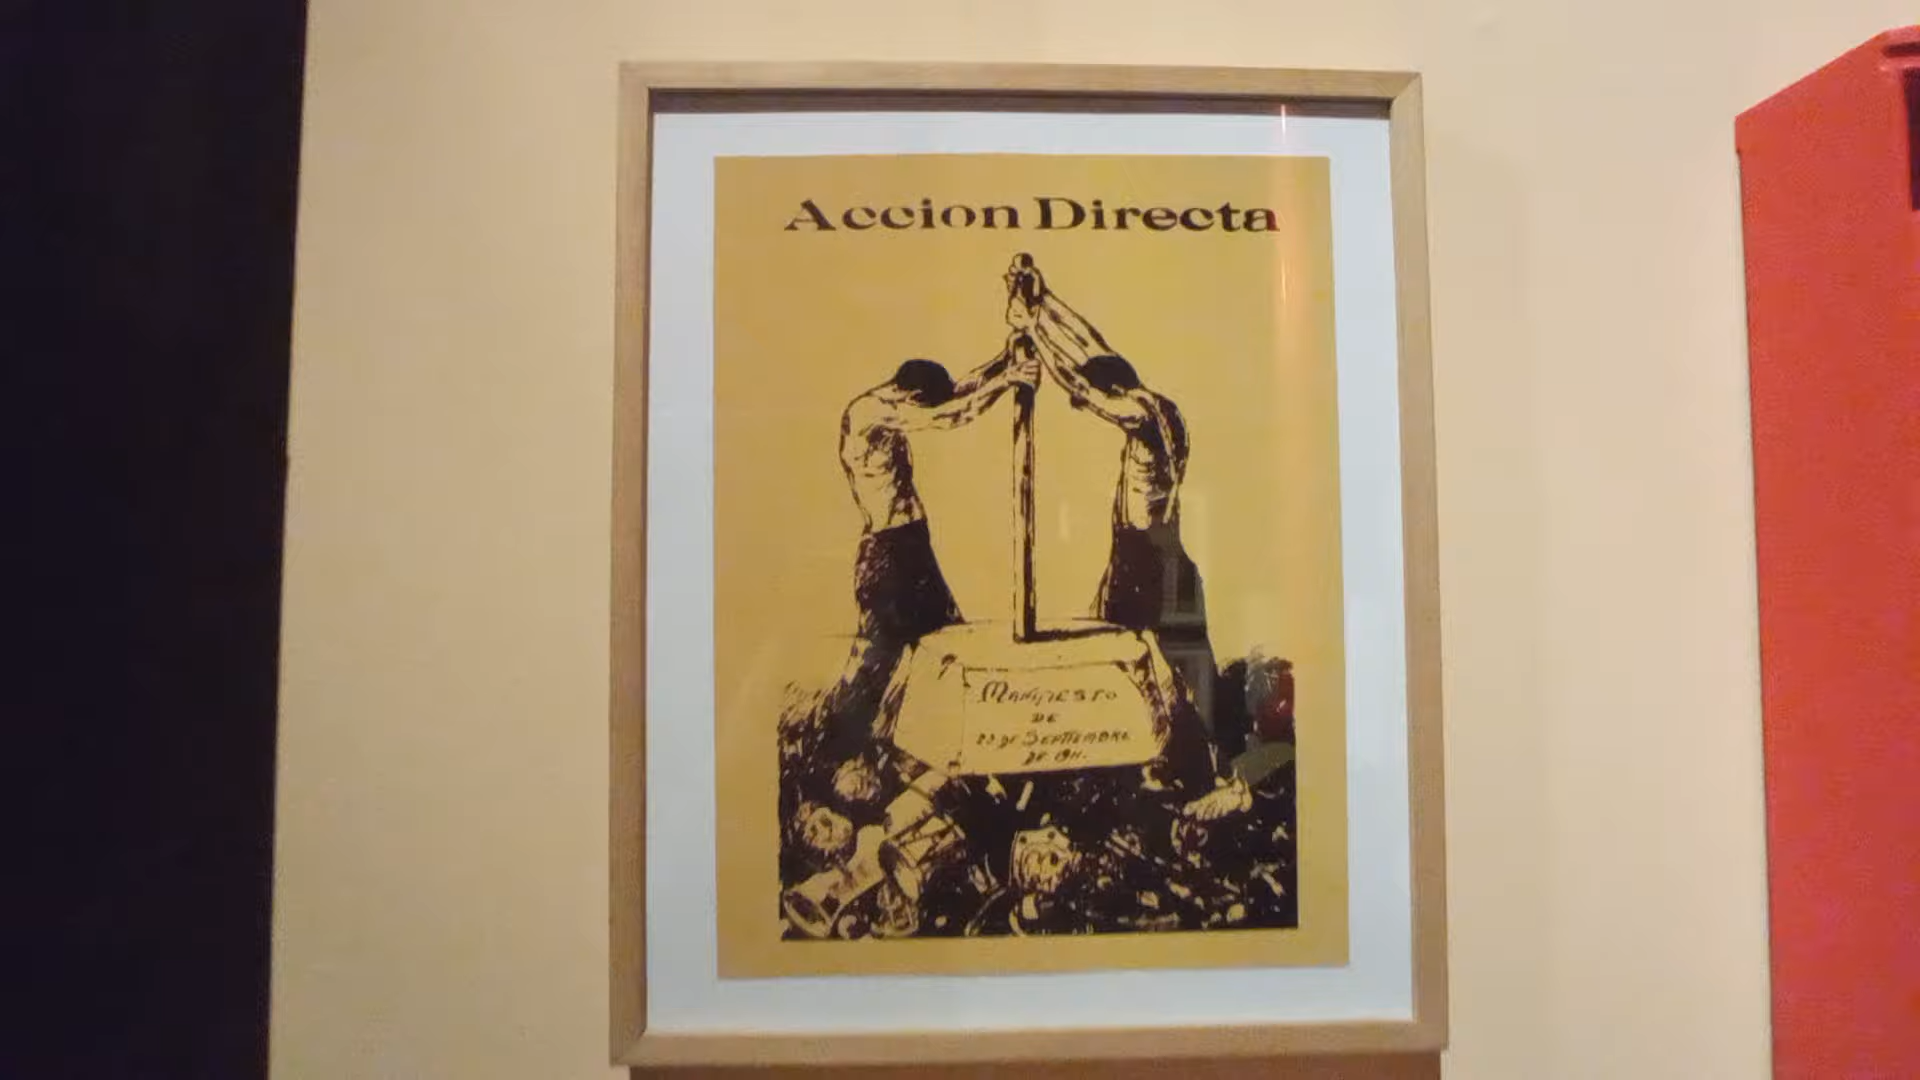 Accion Directa
MANIFIESTO
DE
23 DE SEPTIEMBRE
DE 1911.